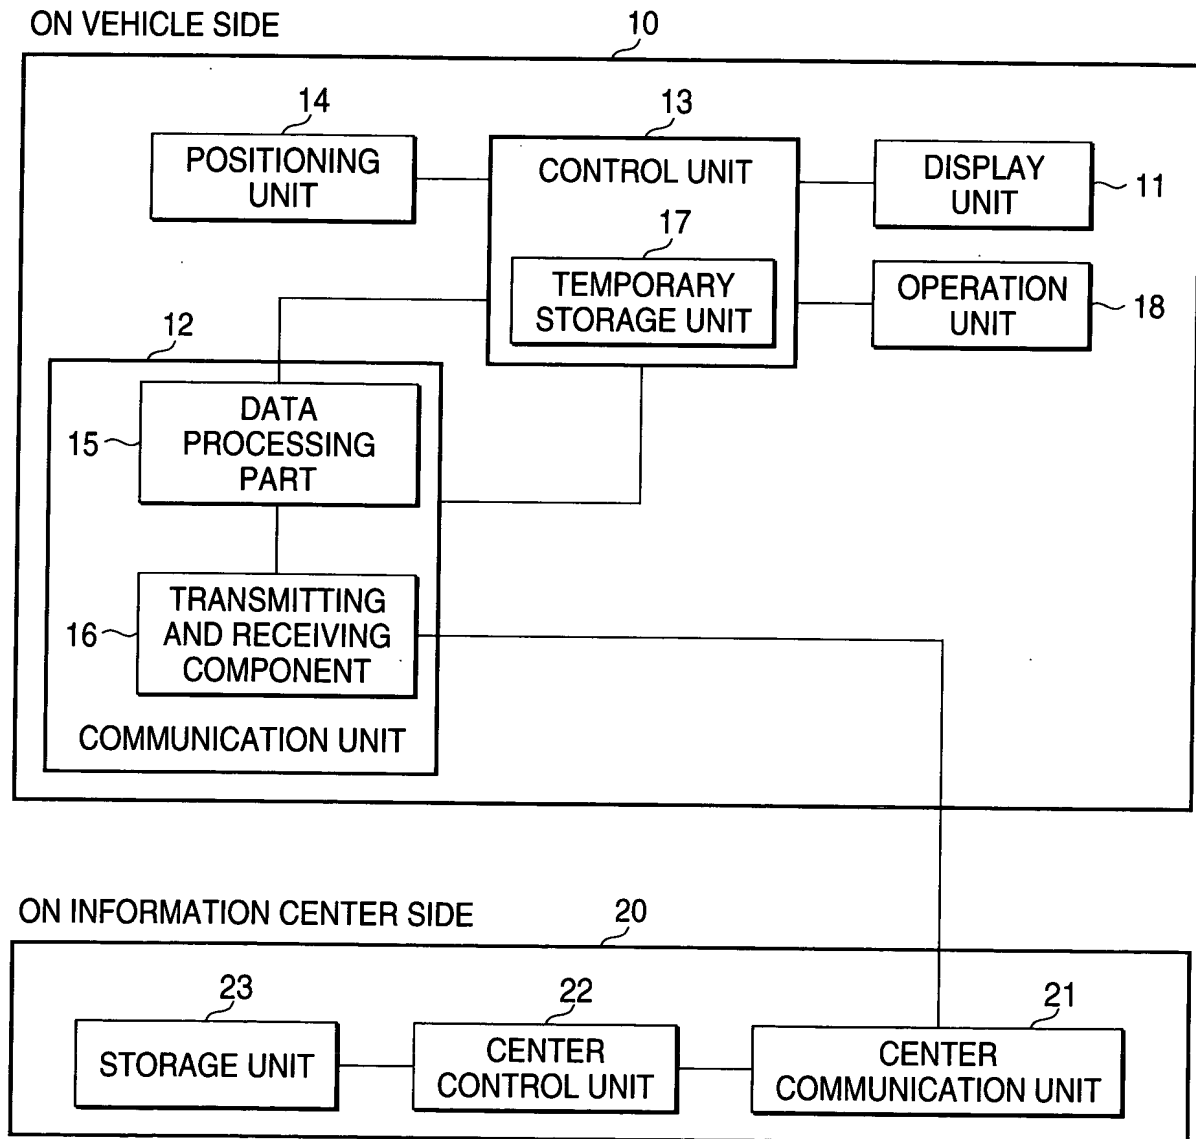 ON VEHICLE SIDE
10
14
13
POSITIONING
UNIT
CONTROL UNIT
DISPLAY
UNIT
11
17
TEMPORARY
STORAGE UNIT
OPERATION
UNIT
18
12
DATA
PROCESSING
PART
15
TRANSMITTING
AND RECEIVING
COMPONENT
16
COMMUNICATION UNIT
ON INFORMATION CENTER SIDE
20
23
22
21
STORAGE UNIT
CENTER
CONTROL UNIT
CENTER
COMMUNICATION UNIT